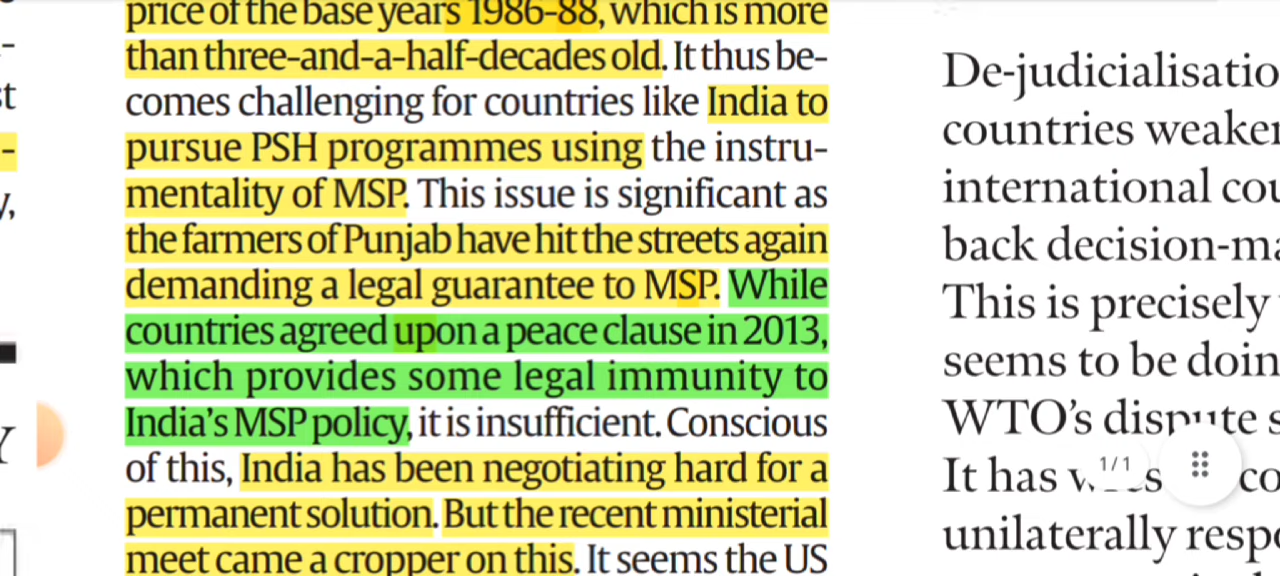 price of the base years 1986-88, which is more
than three-and-a-half-decades old. It thus be-
comes challenging for countries like India to
pursue PSH programmes using the instru-
mentality of MSP. This issue is significant as
the farmers of Punjab have hit the streets again
demanding a legal guarantee to MSP. While
countries agreed upon a peace clause in 2013,
which provides some legal immunity to
India's MSP policy, it is insufficient. Conscious
of this, India has been negotiating hard for a
permanent solution. But the recent ministerial
meet came a cropper on this. It seems the US
De-judicialisatio
countries weaker
international cou
back decision-ma
This is precisely
seems to be doin
WTO's dispute s
It has
unilaterally respo
1/1